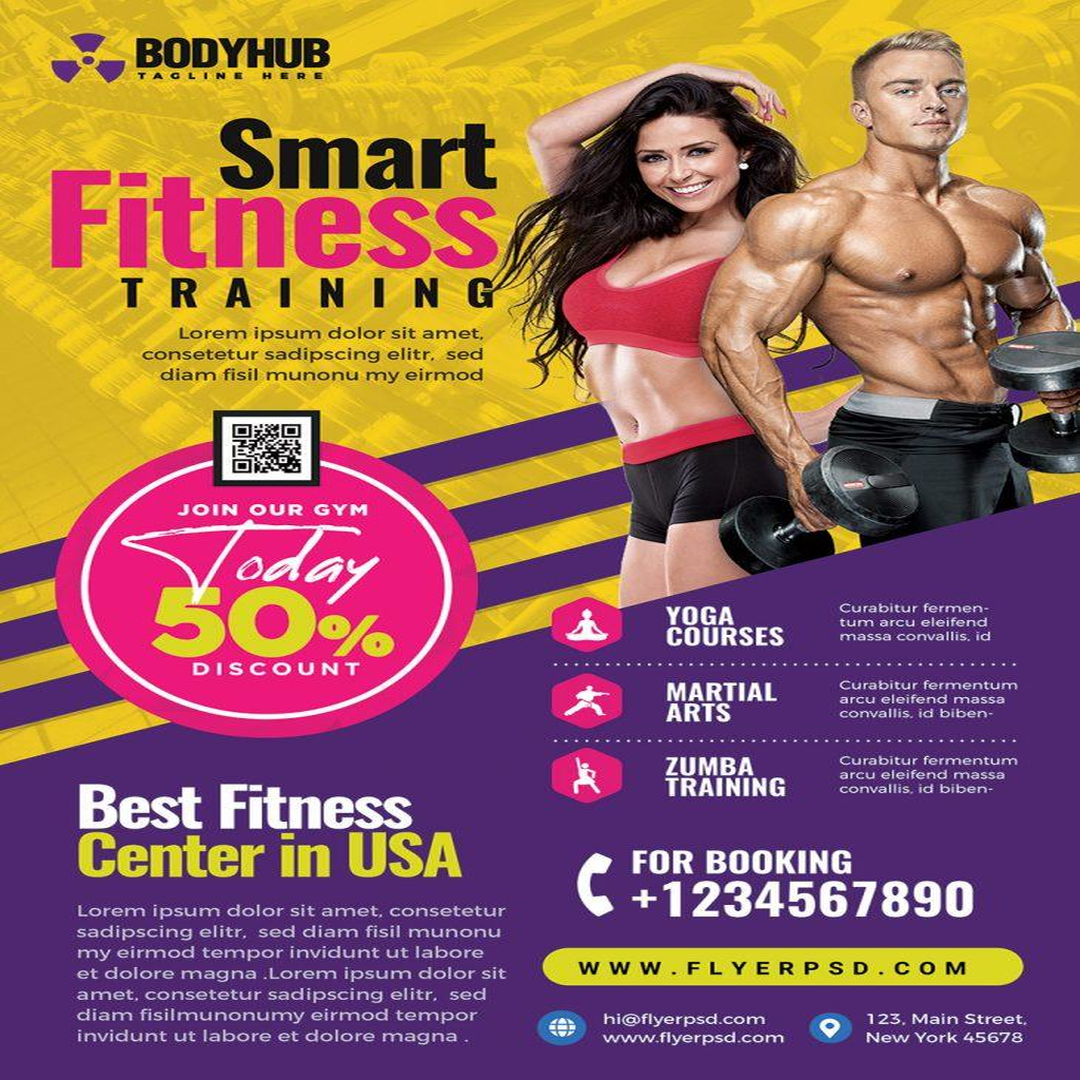 BODYHUB
TAGLINE HERE
Smart
Fitness
TRAINING
Lorem ipsum dolor sit amet,
consetetur sadipscing elitr, sed
diam fisil munonu my eirmod
JOIN OUR GYM
Today
50%
DISCOUNT
YOGA
COURSES
Curabitur fermen-
tum arcu eleifend
massa convallis, id
MARTIAL
ARTS
Curabitur fermentum
arcu eleifend massa
convallis, id biben-
ZUMBA
TRAINING
Curabitur fermentum
arcu eleifend massa
convallis, id biben-
Best Fitness
Center in USA
Lorem ipsum dolor sit amet, consetetur
sadipscing elitr, sed diam fisil munonu
my eirmod tempor invidunt ut labore
et dolore magna .Lorem ipsum dolor sit
amet, consetetur sadipscing elitr, sed
diam fisilmunonumy eirmod tempor
invidunt ut labore et dolore magna .
FOR BOOKING
+1234567890
WWW.FLYERPSD.COM
hi@flyerpsd.com
www.flyerpsd.com
123, Main Street,
New York 45678